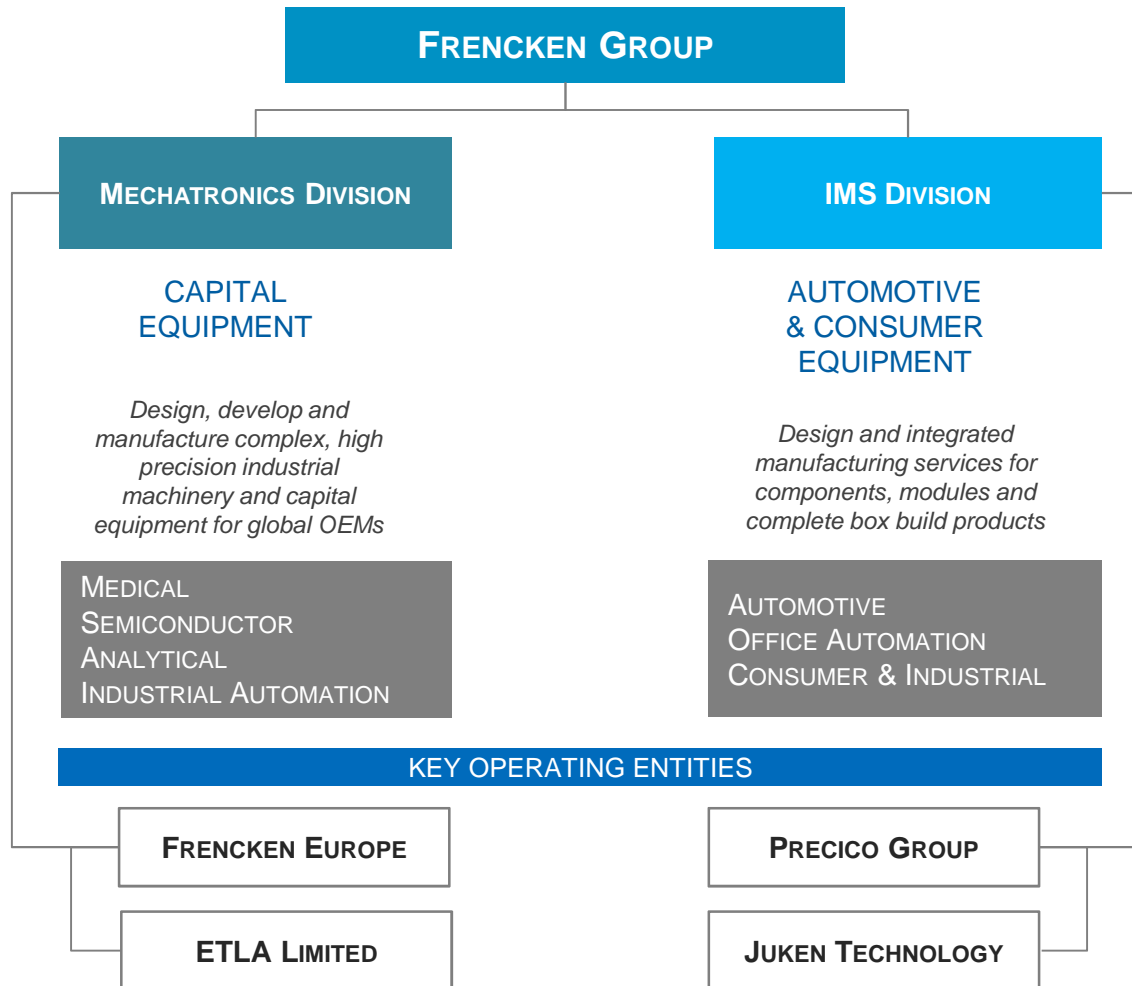 FRENCKEN GROUP
MECHATRONICS DIVISION
CAPITAL
EQUIPMENT
Design, develop and
manufacture complex, high
precision industrial
machinery and capital
equipment for global OEMs
MEDICAL
SEMICONDUCTOR
ANALYTICAL
INDUSTRIAL AUTOMATION
IMS DIVISION
AUTOMOTIVE
& CONSUMER
EQUIPMENT
Design and integrated
manufacturing services for
components, modules and
complete box build products
AUTOMOTIVE
OFFICE AUTOMATION
CONSUMER & INDUSTRIAL
KEY OPERATING ENTITIES
FRENCKEN EUROPE
ETLA LIMITED
PRECICO GROUP
JUKEN TECHNOLOGY